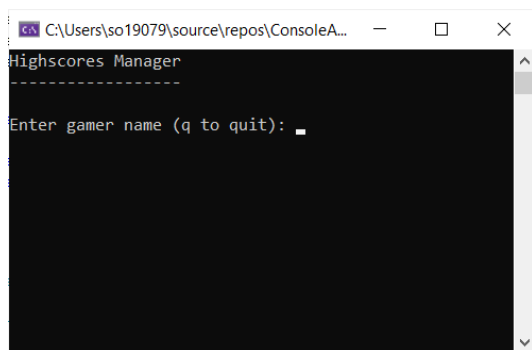 C:\Users\so19079\source\repos\ConsoleA...
Highscores Manager
------------------
Enter gamer name (q to quit):